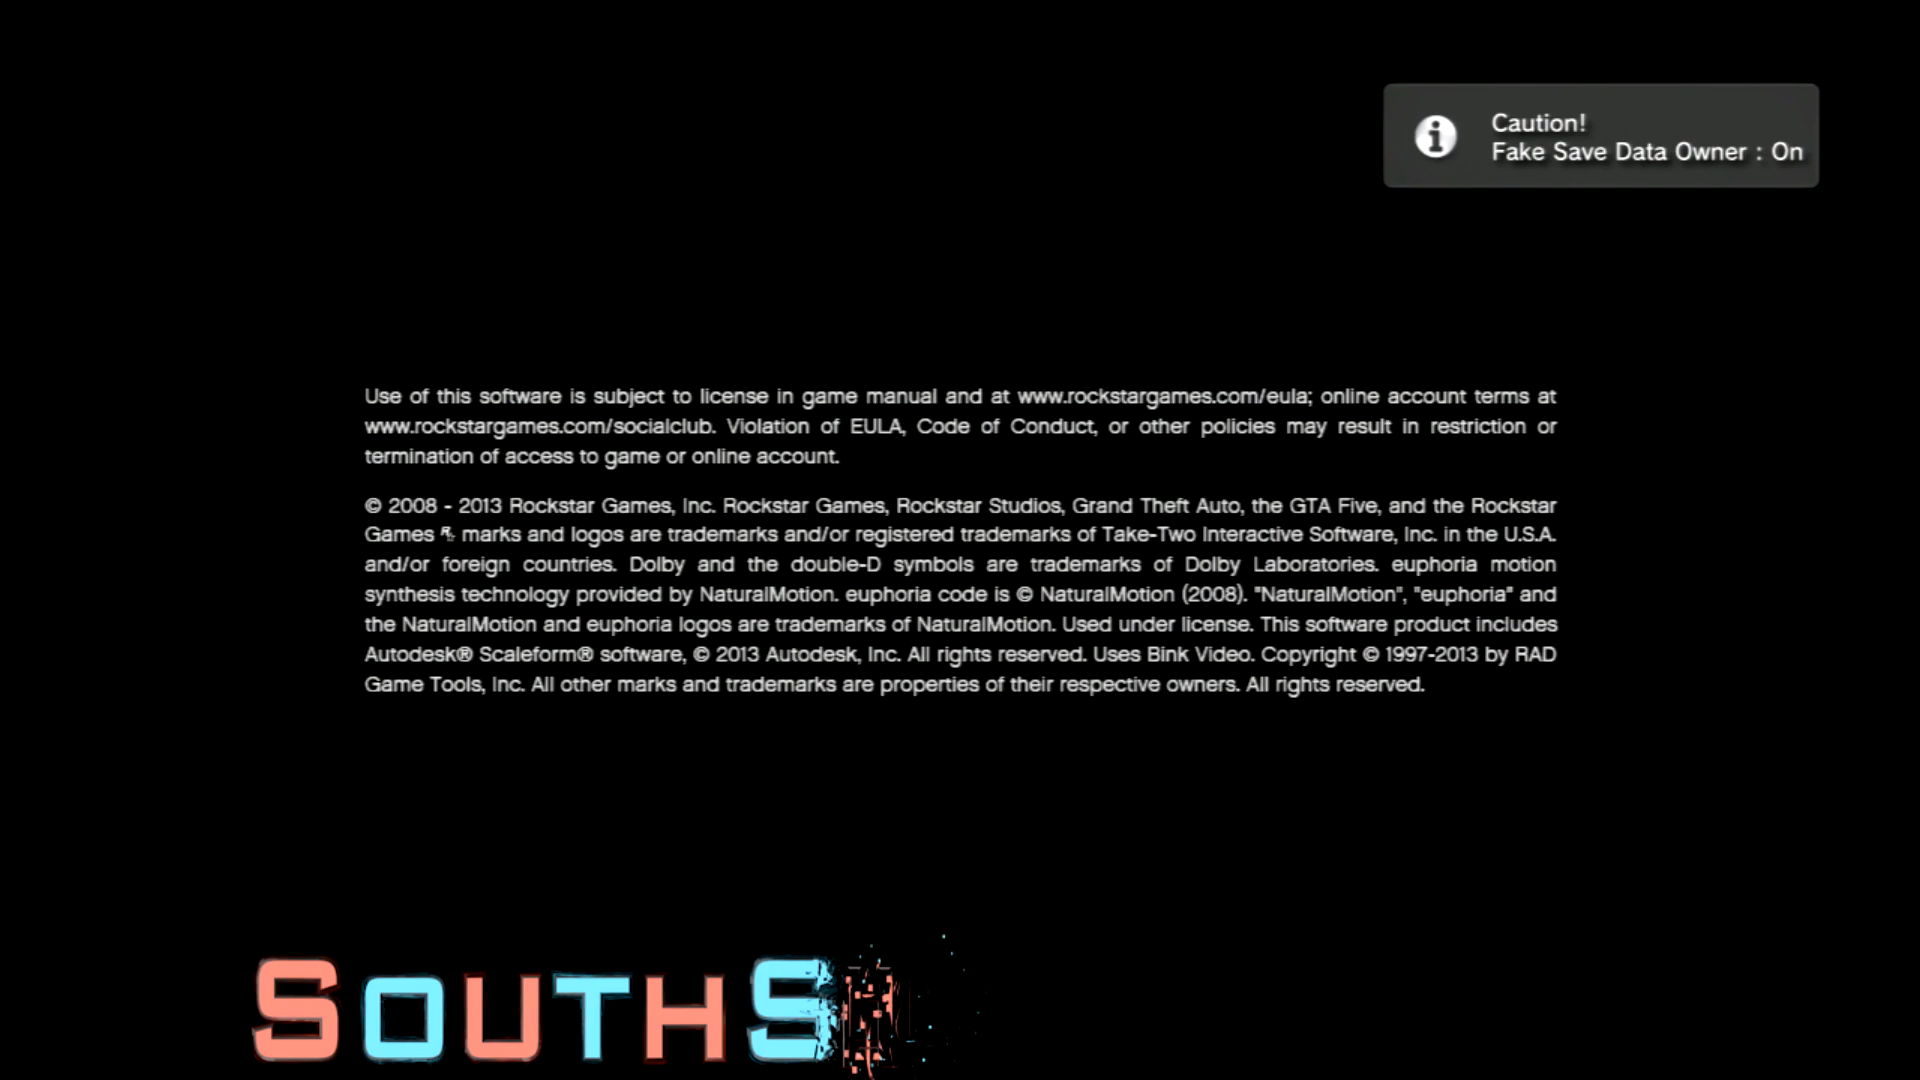 Caution!
Fake Save Data Owner : On
Use of this software is subject to license in game manual and at www.rockstargames.com/eula; online account terms at
www.rockstargames.com/socialclub. Violation of EULA, Code of Conduct, or other policies may result in restriction or
termination of access to game or online account.
© 2008 - 2013 Rockstar Games, Inc. Rockstar Games, Rockstar Studios, Grand Theft Auto, the GTA Five, and the Rockstar
Games R* marks and logos are trademarks and/or registered trademarks of Take-Two Interactive Software, Inc. in the U.S.A.
and/or foreign countries. Dolby and the double-D symbols are trademarks of Dolby Laboratories. euphoria motion
synthesis technology provided by NaturalMotion. euphoria code is © NaturalMotion (2008). "NaturalMotion", "euphoria" and
the NaturalMotion and euphoria logos are trademarks of NaturalMotion. Used under license. This software product includes
Autodesk® Scaleform® software, © 2013 Autodesk, Inc. All rights reserved. Uses Bink Video. Copyright © 1997-2013 by RAD
Game Tools, Inc. All other marks and trademarks are properties of their respective owners. All rights reserved.
SOUTHS